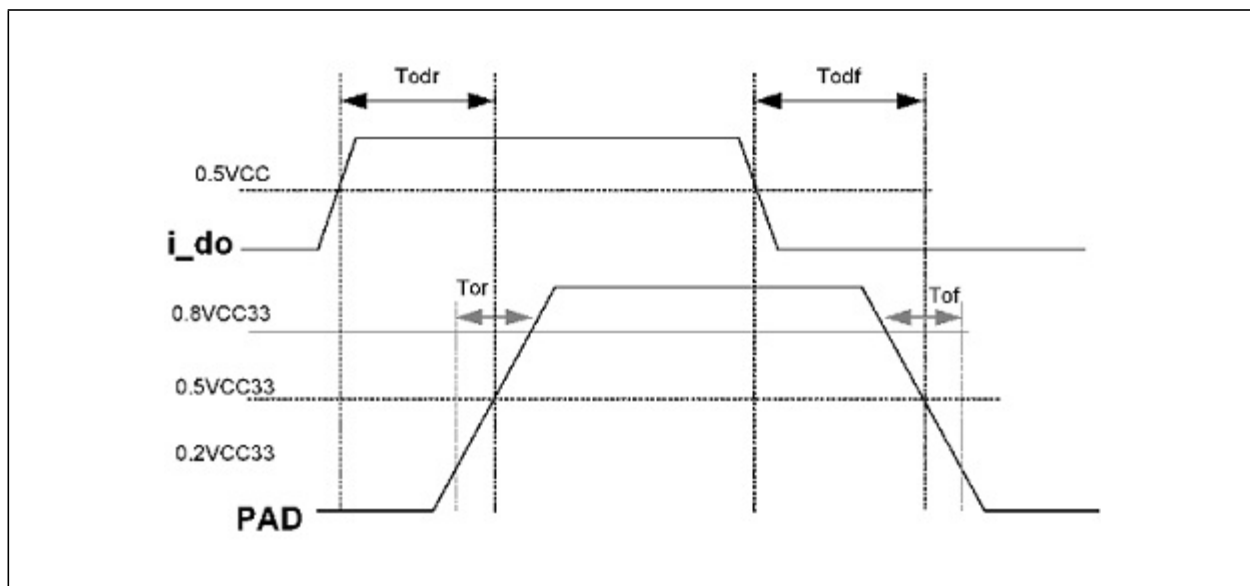 Todr
Todf
0.5VCC
i_do
Tor
Tof
0.8VCC33
0.5VCC33
0.2VCC33
PAD